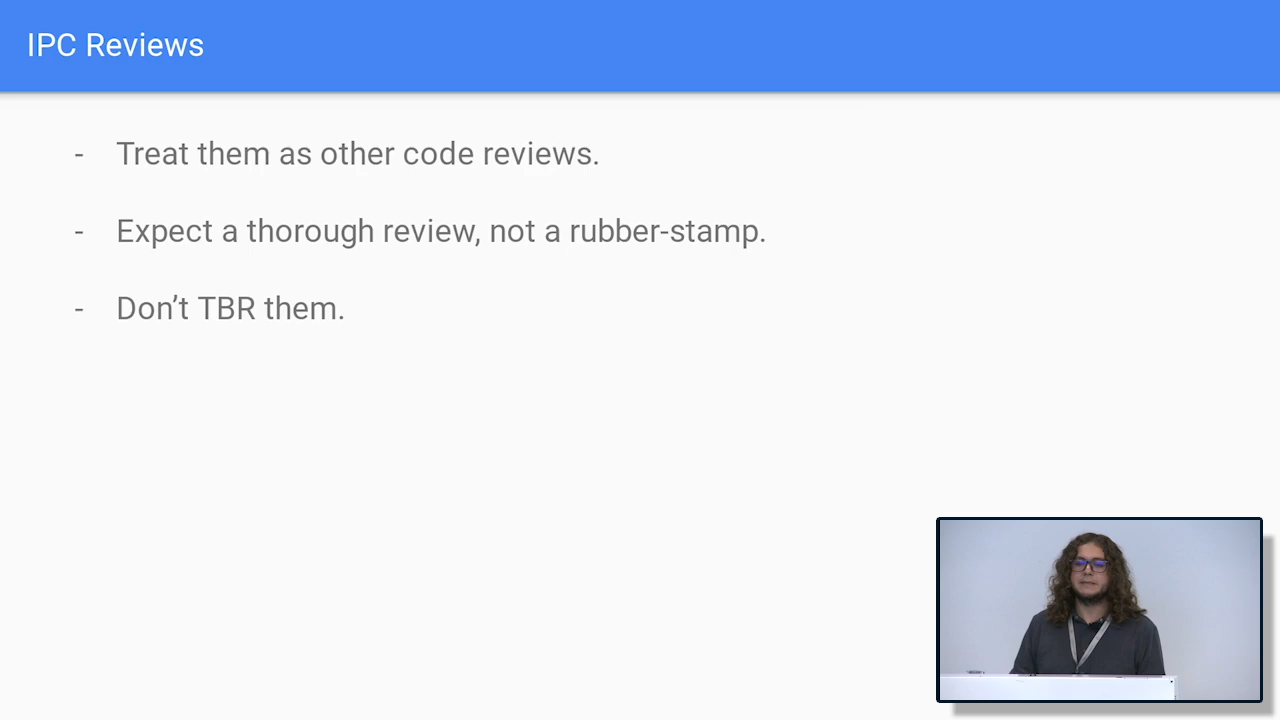 IPC Reviews
- Treat them as other code reviews.
- Expect a thorough review, not a rubber-stamp.
- Don’t TBR them.